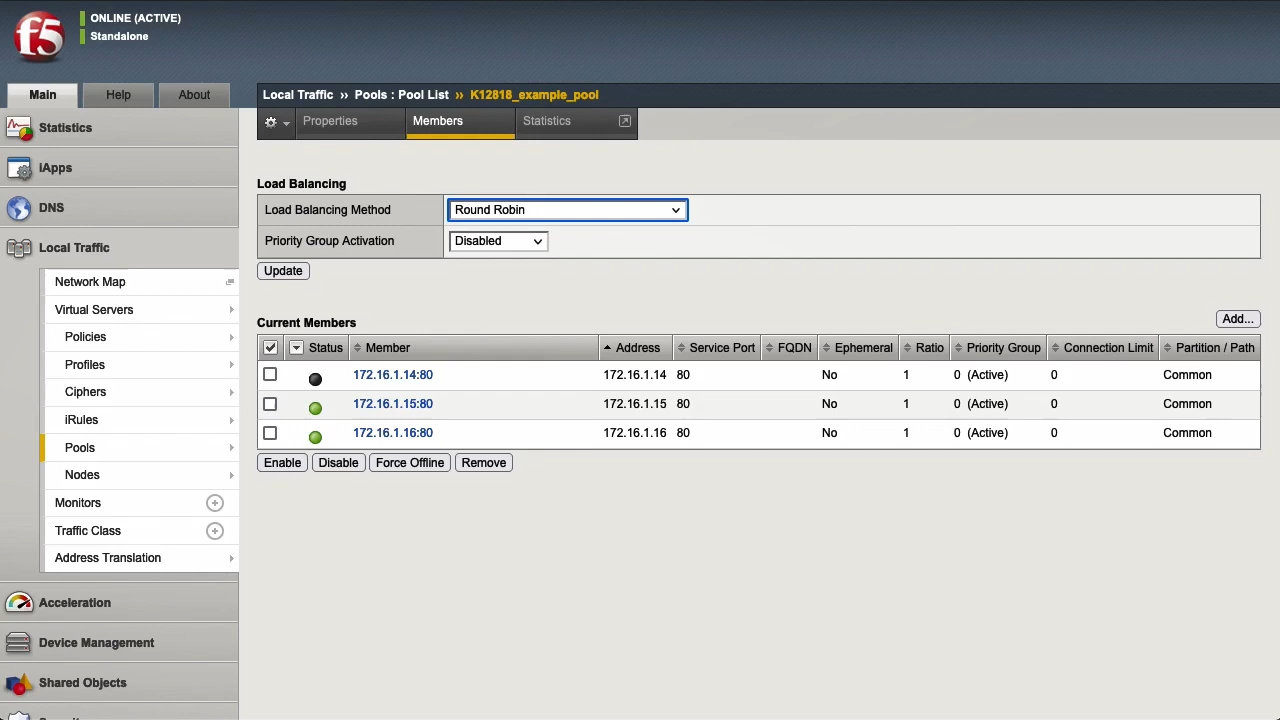 f5
ONLINE (ACTIVE)
Standalone
Main
Help
About
Statistics
iApps
DNS
Local Traffic
Network Map
Virtual Servers
Policies
Profiles
Ciphers
iRules
Pools
Nodes
Monitors
Traffic Class
Address Translation
Acceleration
Device Management
Shared Objects
Local Traffic ›› Pools : Pool List ›› K12818_example_pool
Properties
Members
Statistics
Load Balancing
Load Balancing Method Round Robin
Priority Group Activation Disabled
Update
Current Members
Add...
Status Member Address Service Port FQDN Ephemeral Ratio Priority Group Connection Limit Partition / Path
172.16.1.14:80 172.16.1.14 80 No 1 0 (Active) 0 Common
172.16.1.15:80 172.16.1.15 80 No 1 0 (Active) 0 Common
172.16.1.16:80 172.16.1.16 80 No 1 0 (Active) 0 Common
Enable Disable Force Offline Remove